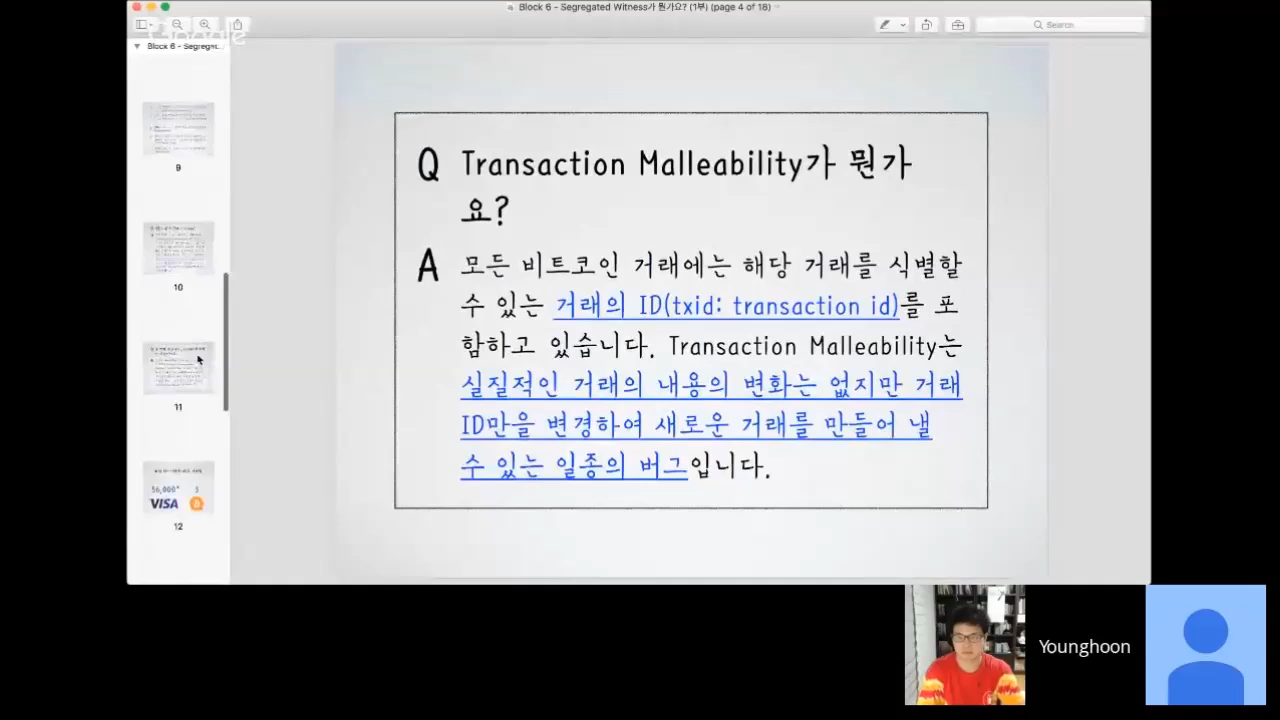 Block 6 - Segregated Witness가 뭔가요? (1부) (page 4 of 18)
Search
Block 6 - Segregat...
9
10
11
56,000+ 3
VISA
12
Q Transaction Malleability가 뭔가
요?
A 모든 비트코인 거래에는 해당 거래를 식별할
수 있는 거래의 ID(txid: transaction id)를 포
함하고 있습니다. Transaction Malleability는
실질적인 거래의 내용의 변화는 없지만 거래
ID만을 변경하여 새로운 거래를 만들어 낼
수 있는 일종의 버그입니다.
Younghoon